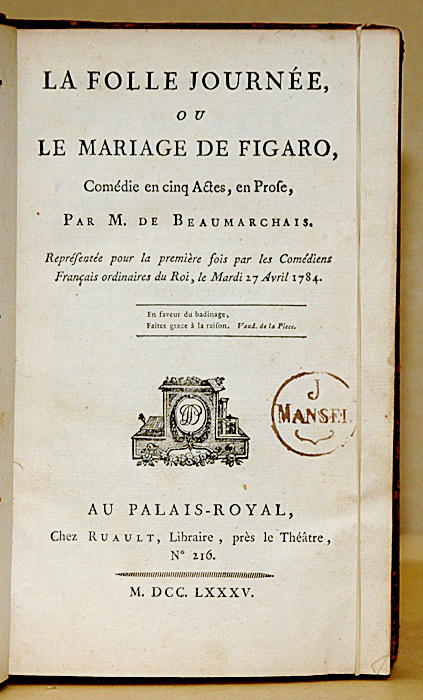 LA FOLLE JOURNÉE,
OU
LE MARIAGE DE FIGARO,
Comédie en cinq Actes, en Proſe,
PAR M. DE BEAUMARCHAIS.
Repréſentée pour la première fois par les Comédiens
Français ordinaires du Roi, le Mardi 27 Avril 1784.
En faveur du badinage,
Faites grace à la raiſon. Vaud. de la Piece.
J
MANSEL
AU PALAIS-ROYAL,
Chez RUAULT, Libraire, près le Théâtre,
Nº 216.
M. DCC. LXXXV.